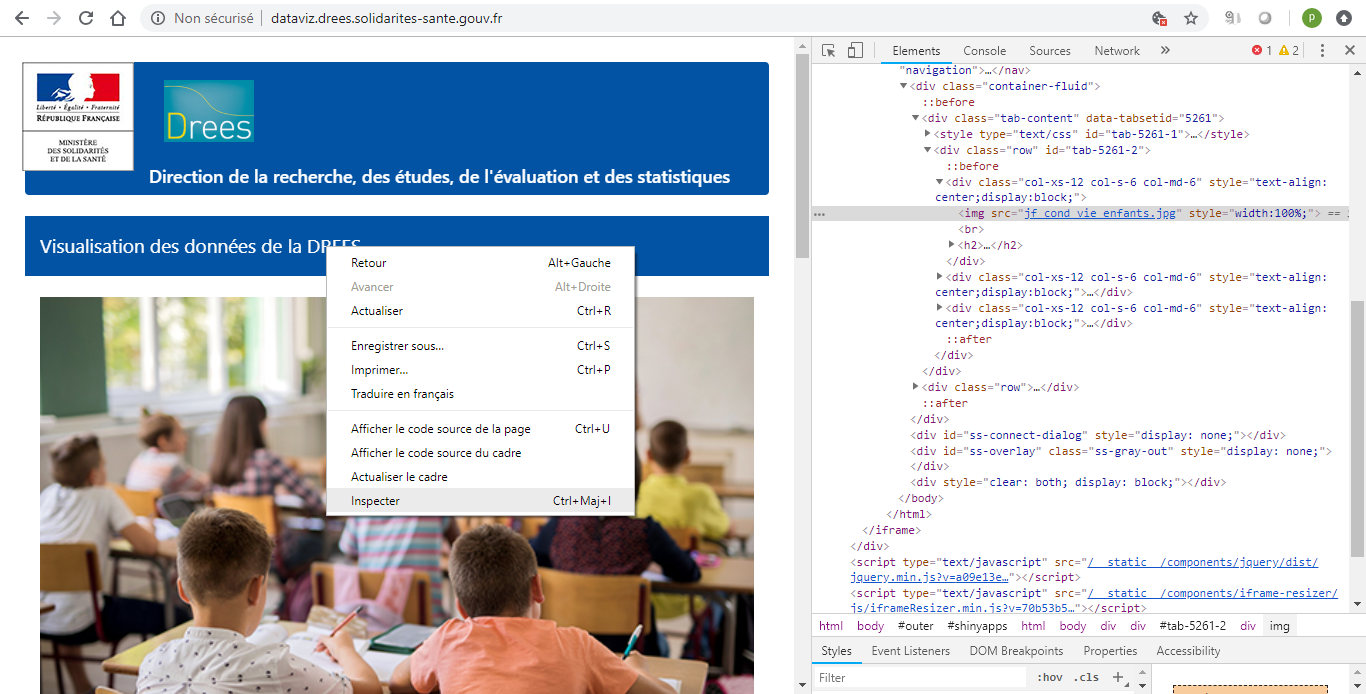 Non sécurisé | dataviz.drees.solidarites-sante.gouv.fr
P
Liberté • Égalité • Fraternité
RÉPUBLIQUE FRANÇAISE
MINISTÈRE
DES SOLIDARITÉS
ET DE LA SANTÉ
Drees
Direction de la recherche, des études, de l'évaluation et des statistiques
Visualisation des données de la DREES
Retour Alt+Gauche
Avancer Alt+Droite
Actualiser Ctrl+R
Enregistrer sous... Ctrl+S
Imprimer... Ctrl+P
Traduire en français
Afficher le code source de la page Ctrl+U
Afficher le code source du cadre
Actualiser le cadre
Inspecter Ctrl+Maj+I
Elements Console Sources Network » 1 2
"navigation">…</nav>
▼<div class="container-fluid">
::before
▼<div class="tab-content" data-tabsetid="5261">
▶<style type="text/css" id="tab-5261-1">…</style>
▼<div class="row" id="tab-5261-2">
::before
▼<div class="col-xs-12 col-s-6 col-md-6" style="text-align:
center;display:block;">
<img src="jf_cond_vie_enfants.jpg" style="width:100%;"> ==
<br>
▶<h2>…</h2>
</div>
▶<div class="col-xs-12 col-s-6 col-md-6" style="text-align:
center;display:block;">…</div>
▶<div class="col-xs-12 col-s-6 col-md-6" style="text-align:
center;display:block;">…</div>
::after
</div>
</div>
▶<div class="row">…</div>
::after
</div>
<div id="ss-connect-dialog" style="display: none;"></div>
<div id="ss-overlay" class="ss-gray-out" style="display: none;">
</div>
<div style="clear: both; display: block;"></div>
</body>
</html>
</iframe>
</div>
<script type="text/javascript" src="/__static__/components/jquery/dist/
jquery.min.js?v=a09e13e…"></script>
<script type="text/javascript" src="/__static__/components/iframe-resizer/
js/iframeResizer.min.js?v=70b53b5…"></script>
html body #outer #shinyapps html body div div #tab-5261-2 div img
Styles Event Listeners DOM Breakpoints Properties Accessibility
Filter :hov .cls +